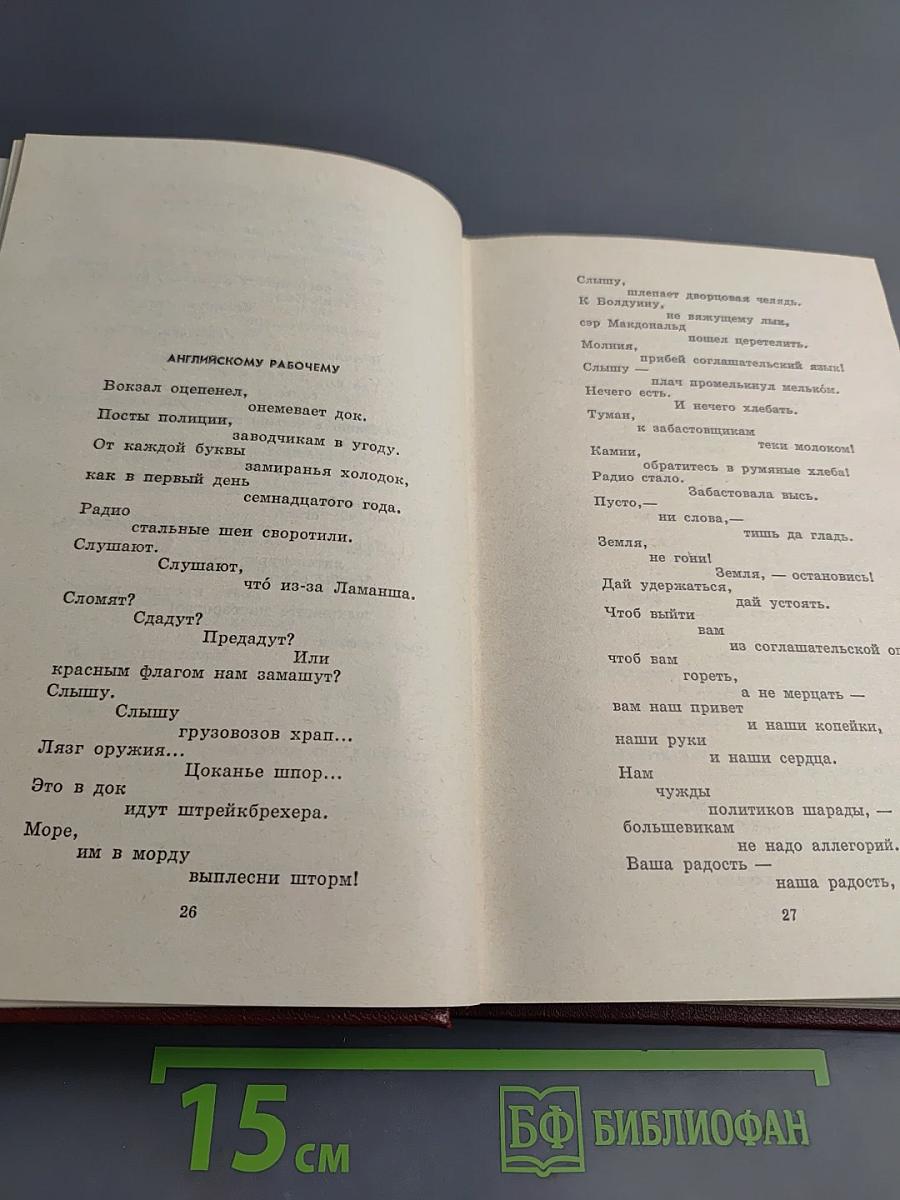 АНГЛИЙСКОМУ РАБОЧЕМУ
Вокзал оцепенел,
онемевает док.
Посты полиции,
заводчикам в угоду.
От каждой буквы
замиранья холодок,
как в первый день
семнадцатого года.
Радио
стальные шеи своротили.
Слушают.
Слушают,
что́ из-за Ламанша.
Сломят?
Сдадут?
Предадут?
Или
красным флагом нам замашут?
Слышу.
Слышу
грузовозов храп...
Лязг оружия...
Цоканье шпор...
Это в док
идут штрейкбрехера.
Море,
им в морду
выплесни шторм!
26
Слышу,
шлепает дворцовая челядь.
К Болдуину,
не вяжущему лык,
сэр Макдональд
пошел церетелить.
Молния,
прибей соглашательский язык!
Слышу —
плач промелькнул мелько́м.
Нечего есть.
И нечего хлебать.
Туман,
к забастовщикам
теки молоком!
Камни,
обратитесь в румяные хлеба!
Радио стало.
Забастовала высь.
Пусто,—
ни слова,—
тишь да гладь.
Земля,
не гони!
Земля, — остановись!
Дай удержаться,
дай устоять.
Чтоб выйти
вам
из соглашательской
чтоб вам
гореть,
а не мерцать —
вам наш привет
и наши копейки,
наши руки
и наши сердца.
Нам
чужды
политиков шарады, —
большевикам
не надо аллегорий.
Ваша радость —
наша радость,
27
15 см
БФ БИБЛИОФАН